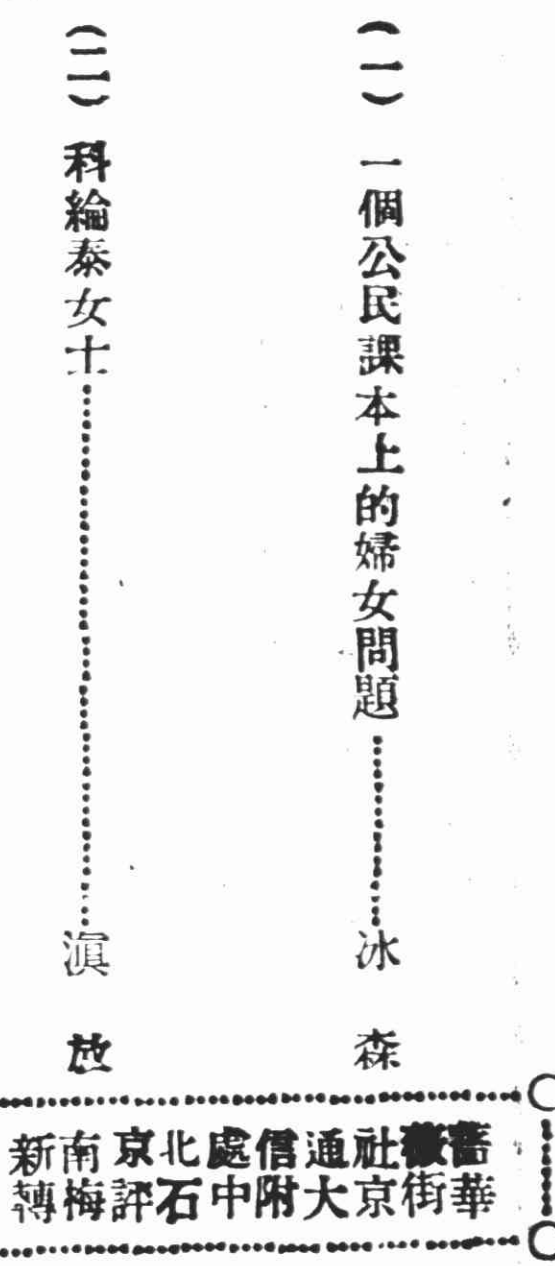 （一）一個公民課本上的婦女問題……冰　森
（二）科綸泰女士……滇　放
薔薇社通信處北京南新
華街京大附中石評梅轉